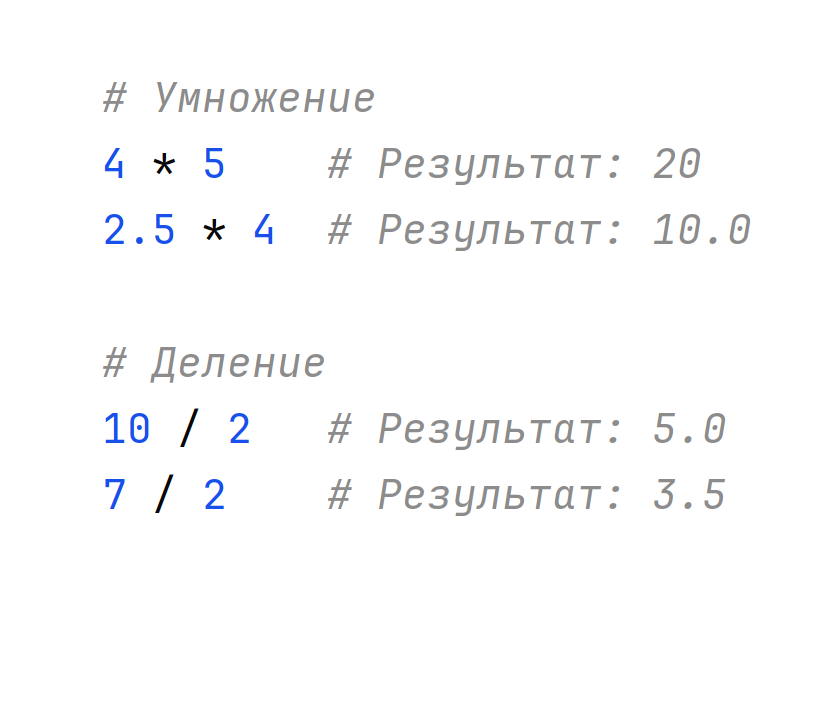 # Умножение
4 * 5    # Результат: 20
2.5 * 4  # Результат: 10.0

# Деление
10 / 2   # Результат: 5.0
7 / 2    # Результат: 3.5